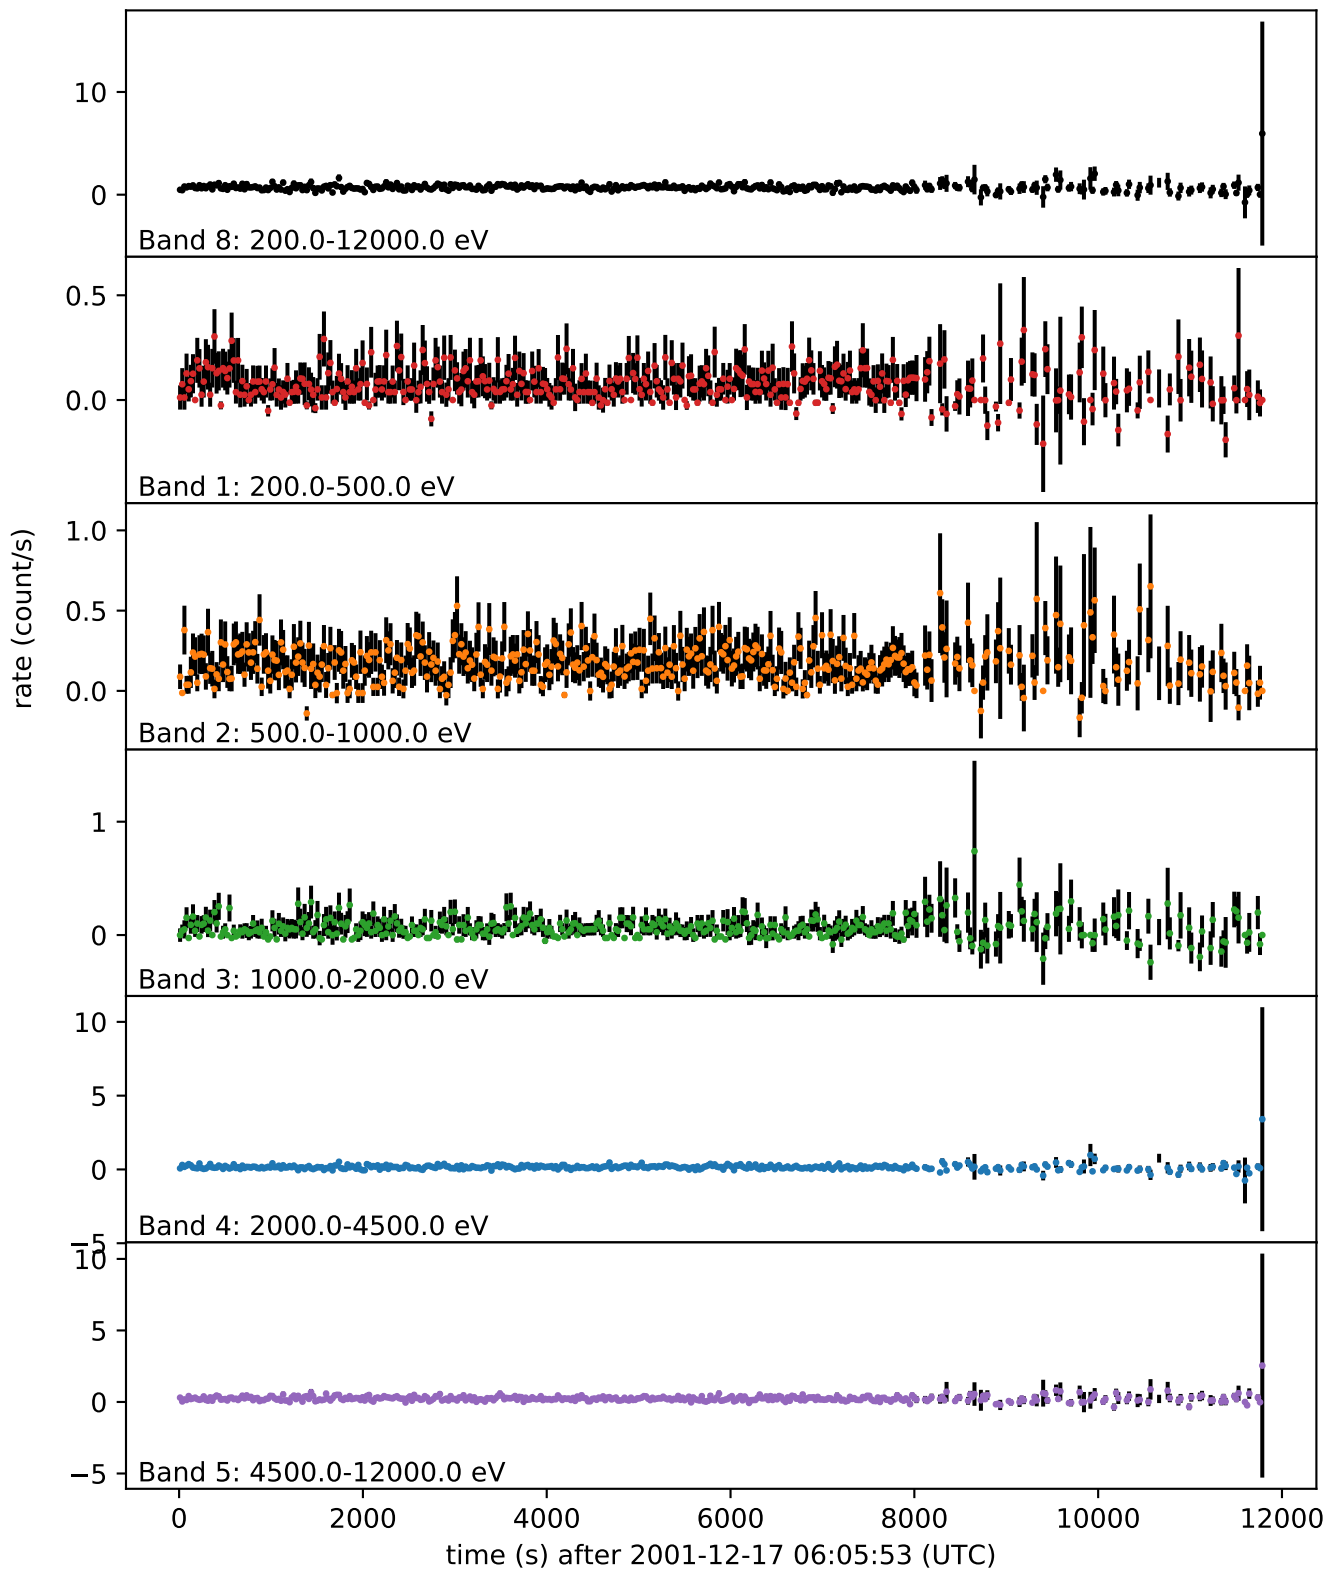 10
0
Band 8: 200.0-12000.0 eV
0.5
0.0
Band 1: 200.0-500.0 eV
1.0
0.5
0.0
Band 2: 500.0-1000.0 eV
rate (count/s)
1
0
Band 3: 1000.0-2000.0 eV
10
5
0
−5
Band 4: 2000.0-4500.0 eV
10
5
0
−5
Band 5: 4500.0-12000.0 eV
0 2000 4000 6000 8000 10000 12000
time (s) after 2001-12-17 06:05:53 (UTC)